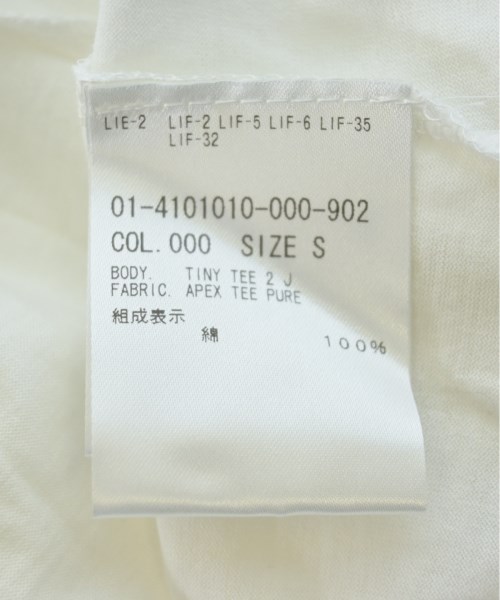 LIE-2 LIF-2 LIF-5 LIF-6 LIF-35
LIF-32
01-4101010-000-902
COL.000 SIZE S
BODY. TINY TEE 2 J
FABRIC. APEX TEE PURE
組成表示
綿 100%